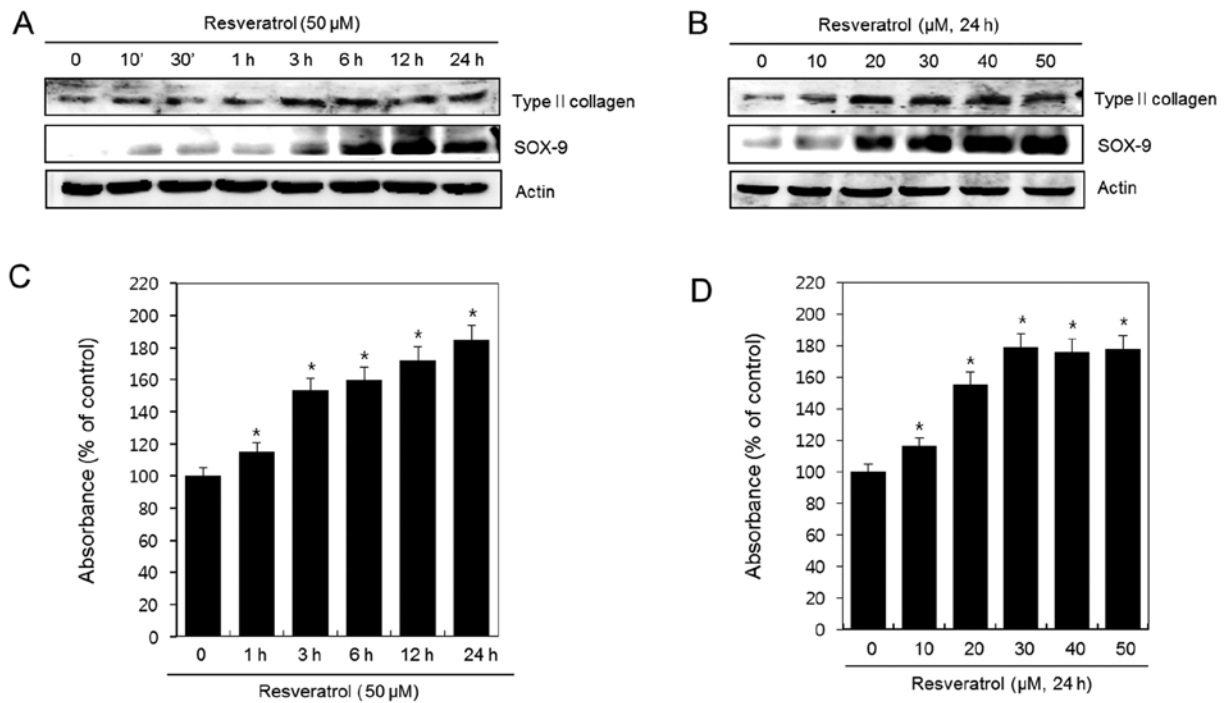 A
Resveratrol (50 μM)
0 10' 30' 1 h 3 h 6 h 12 h 24 h
Type II collagen
SOX-9
Actin
B
Resveratrol (μM, 24 h)
0 10 20 30 40 50
Type II collagen
SOX-9
Actin
C
Absorbance (% of control)
220
200
180
160
140
120
100
80
60
40
20
0
* * * * *
0 1 h 3 h 6 h 12 h 24 h
Resveratrol (50 μM)
D
Absorbance (% of control)
220
200
180
160
140
120
100
80
60
40
20
0
* * * * *
0 10 20 30 40 50
Resveratrol (μM, 24 h)